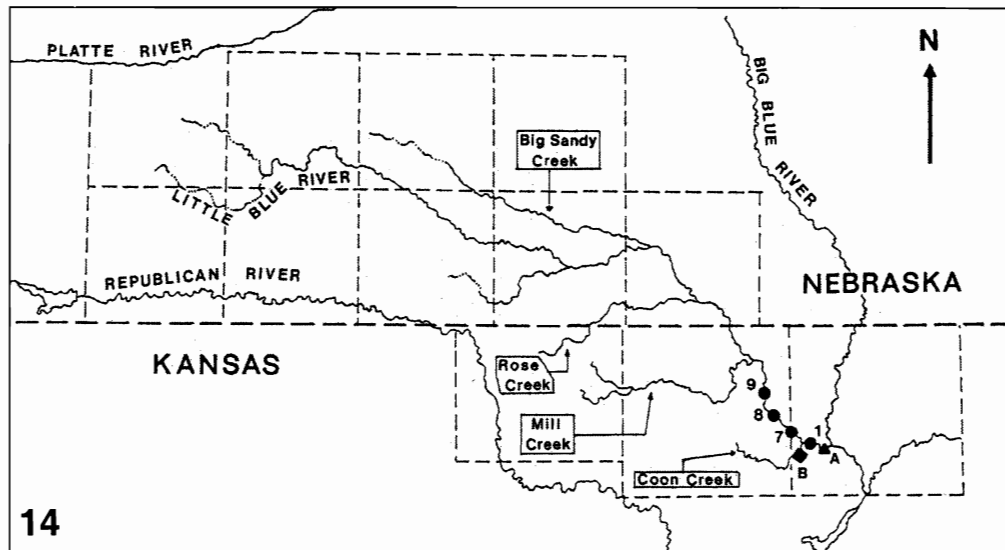 PLATTE RIVER
N
BIG BLUE RIVER
Big Sandy
Creek
LITTLE BLUE RIVER
REPUBLICAN RIVER
NEBRASKA
KANSAS
Rose
Creek
9
8
Mill
Creek
7
1
A
B
Coon Creek
14